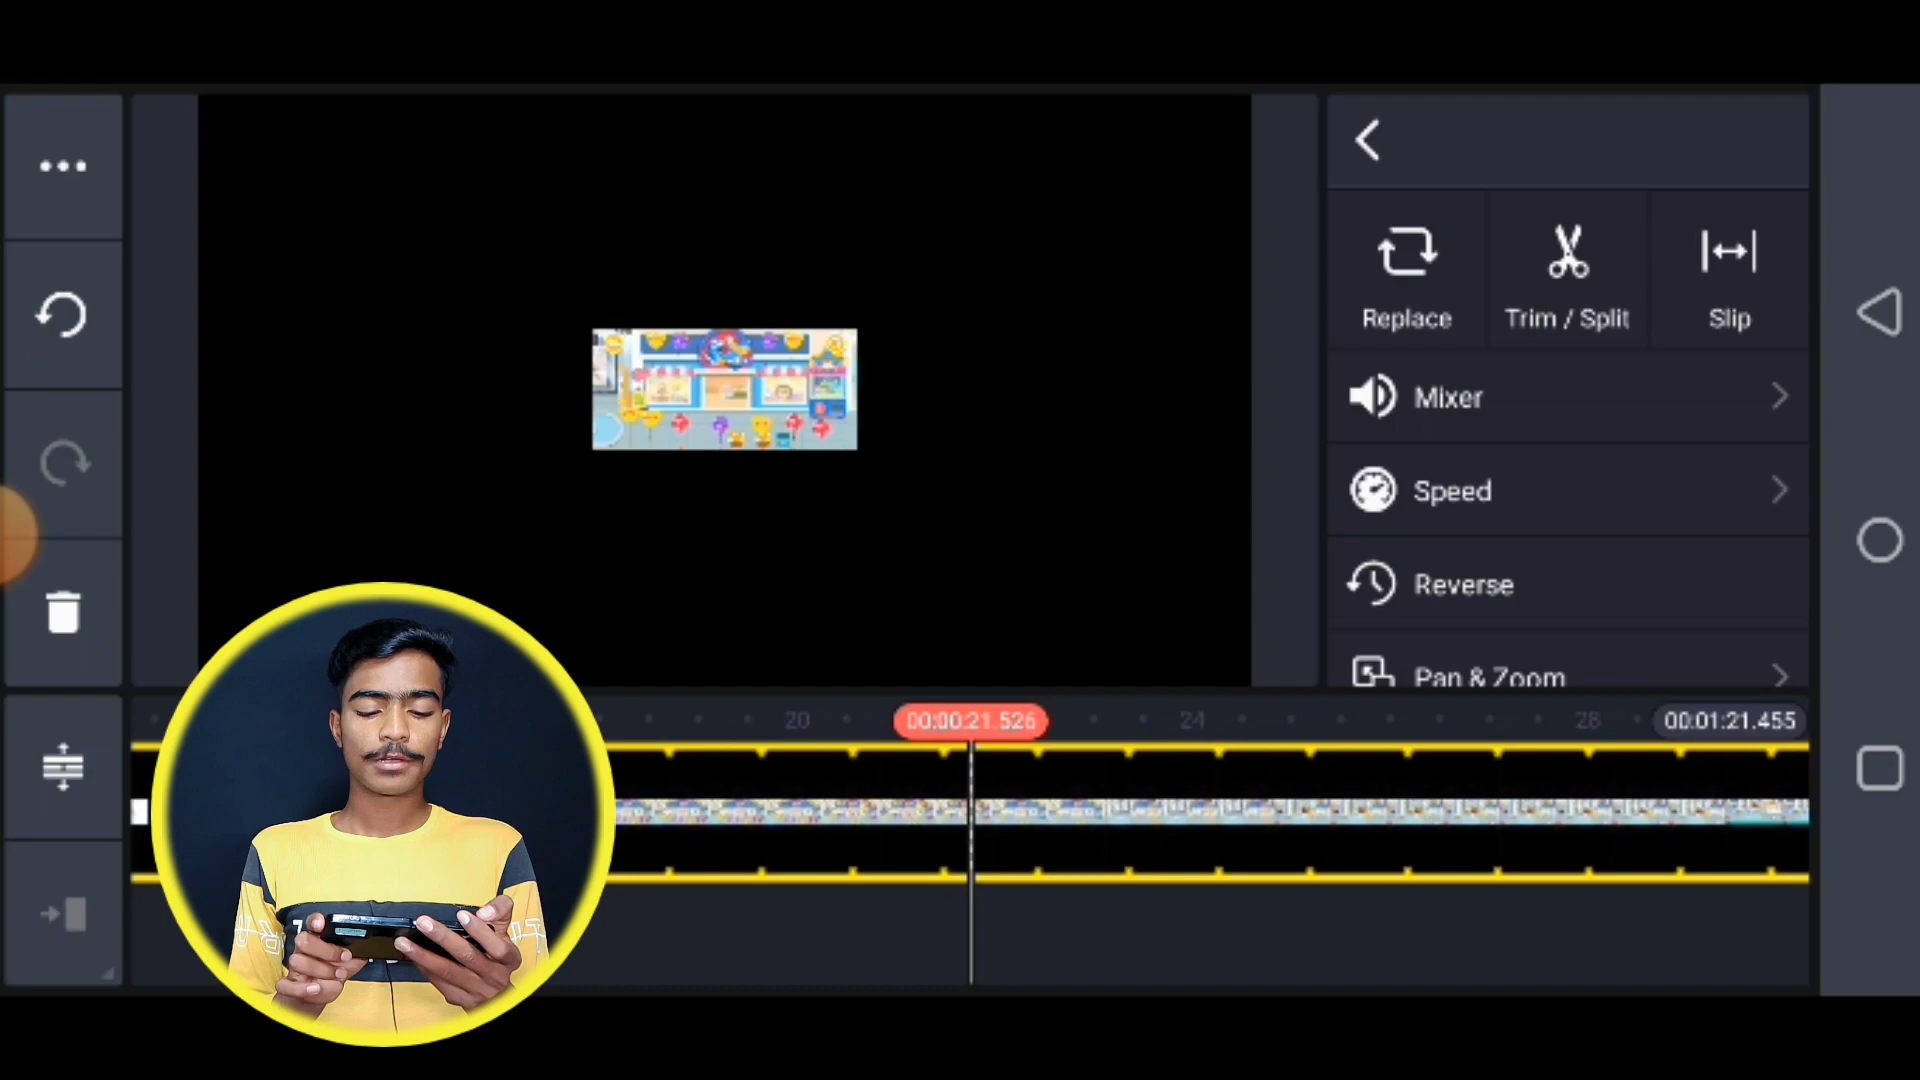 Replace
Trim / Split
Slip
Mixer
Speed
Reverse
Pan & Zoom
20
00:00:21.526
24
28
00:01:21.455